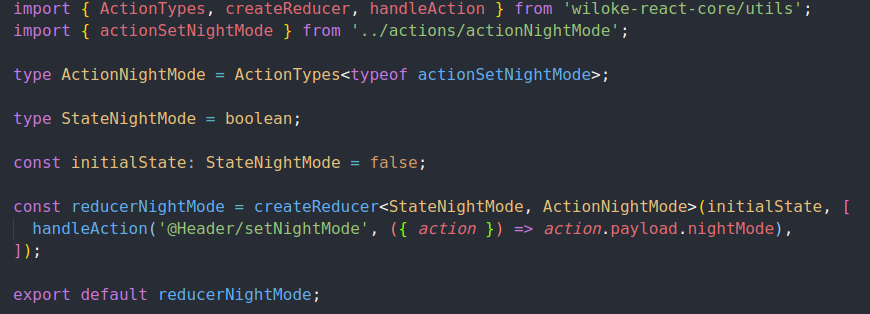 import { ActionTypes, createReducer, handleAction } from 'wiloke-react-core/utils';
import { actionSetNightMode } from '../actions/actionNightMode';
type ActionNightMode = ActionTypes<typeof actionSetNightMode>;
type StateNightMode = boolean;
const initialState: StateNightMode = false;
const reducerNightMode = createReducer<StateNightMode, ActionNightMode>(initialState, [
  handleAction('@Header/setNightMode', ({ action }) => action.payload.nightMode),
]);
export default reducerNightMode;